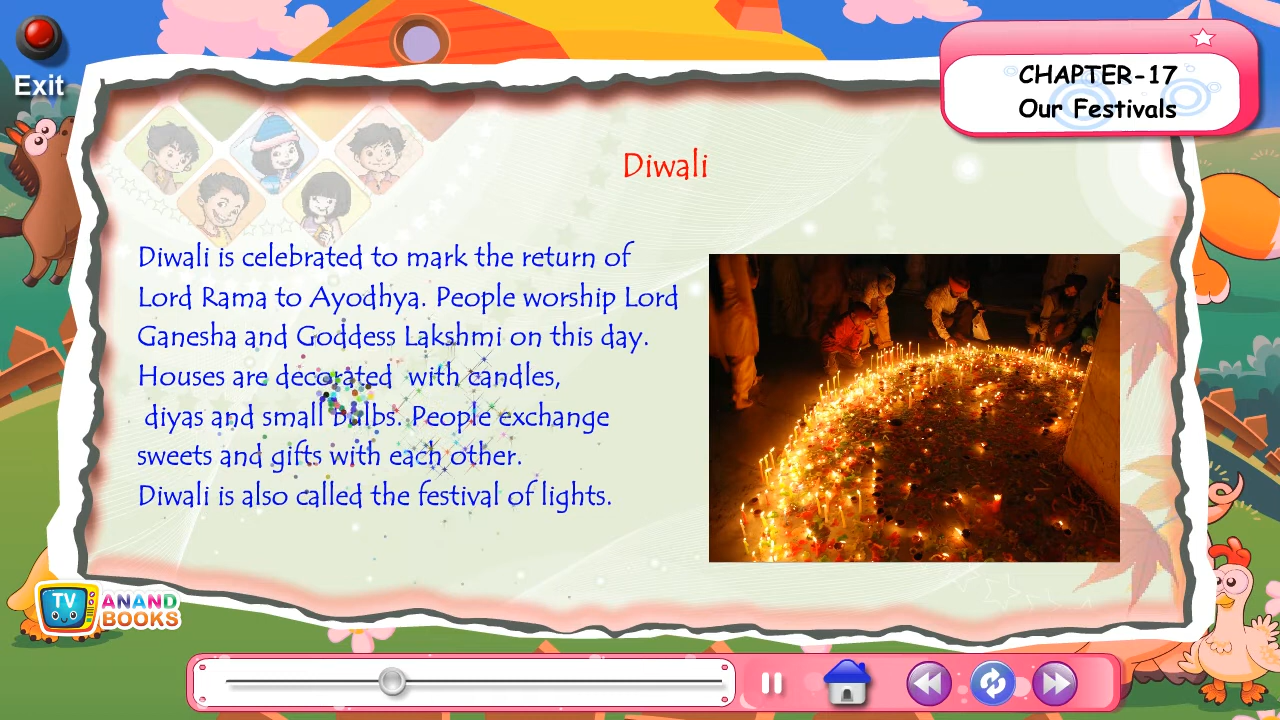 Exit
CHAPTER-17
Our Festivals
Diwali
Diwali is celebrated to mark the return of
Lord Rama to Ayodhya. People worship Lord
Ganesha and Goddess Lakshmi on this day.
Houses are decorated with candles,
diyas and small bulbs. People exchange
sweets and gifts with each other.
Diwali is also called the festival of lights.
TV
ANAND
BOOKS